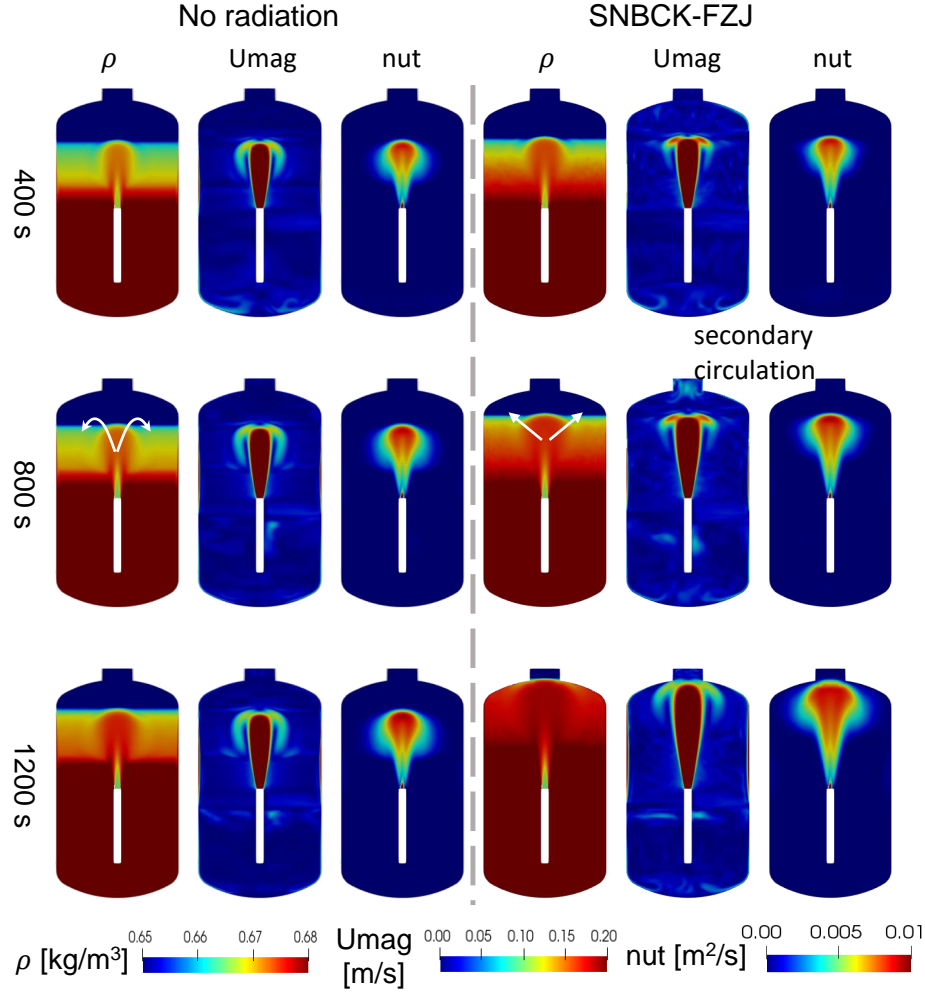 No radiation SNBCK-FZJ
ρ Umag nut ρ Umag nut
400 s
secondary
circulation
800 s
1200 s
0.65 0.66 0.67 0.68
ρ [kg/m³]
Umag
[m/s]
0.00 0.05 0.10 0.15 0.20
nut [m²/s]
0.00 0.005 0.01